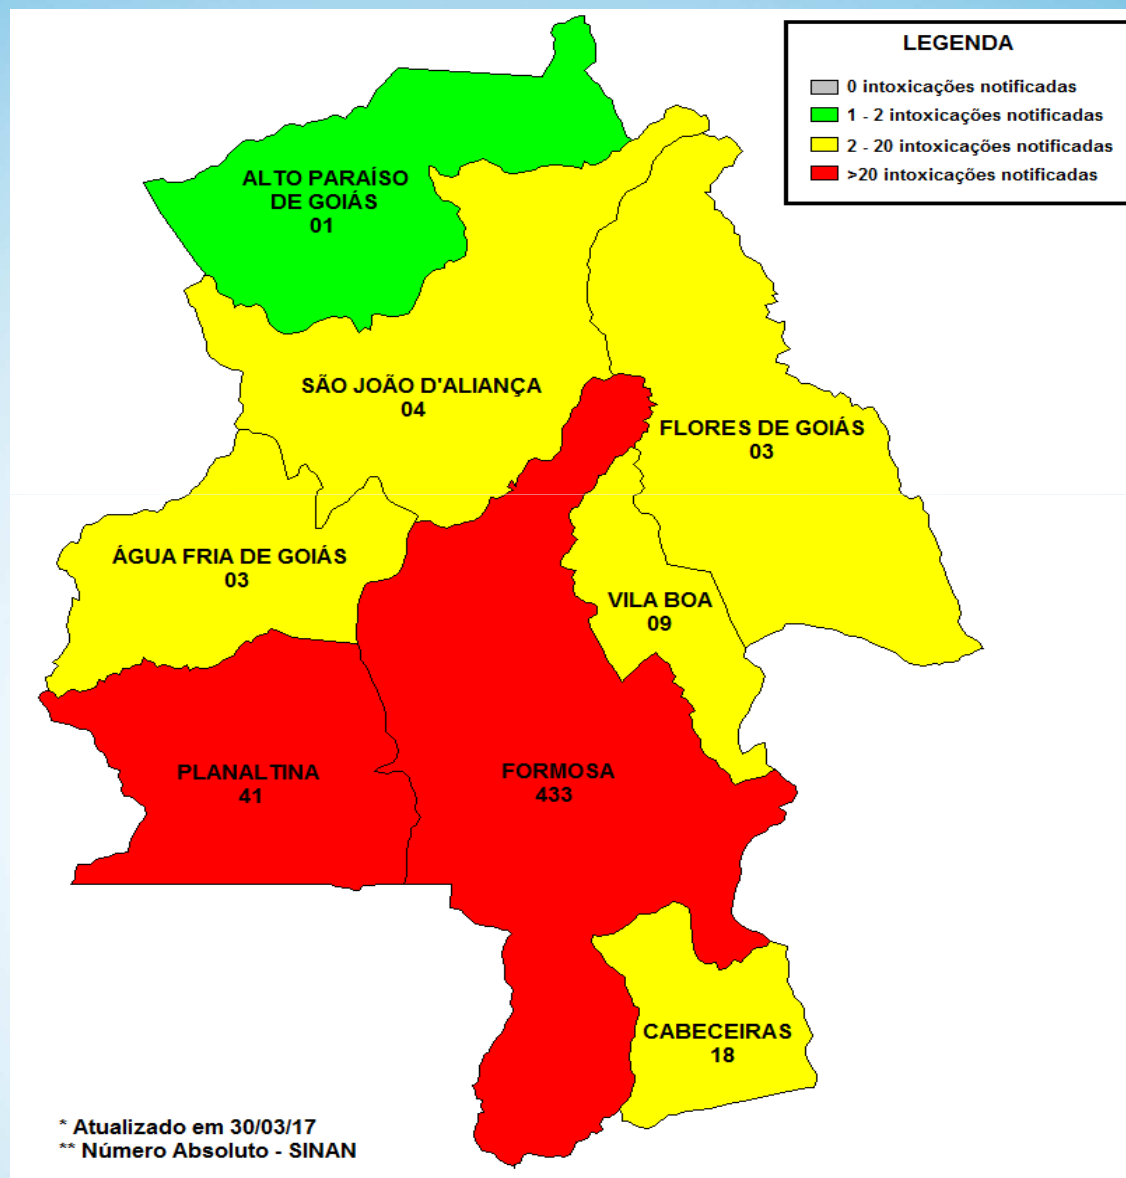 LEGENDA
0 intoxicações notificadas
1 - 2 intoxicações notificadas
2 - 20 intoxicações notificadas
>20 intoxicações notificadas
ALTO PARAÍSO
DE GOIÁS
01
SÃO JOÃO D'ALIANÇA
04
FLORES DE GOIÁS
03
ÁGUA FRIA DE GOIÁS
03
VILA BOA
09
PLANALTINA
41
FORMOSA
433
CABECEIRAS
18
* Atualizado em 30/03/17
** Número Absoluto - SINAN